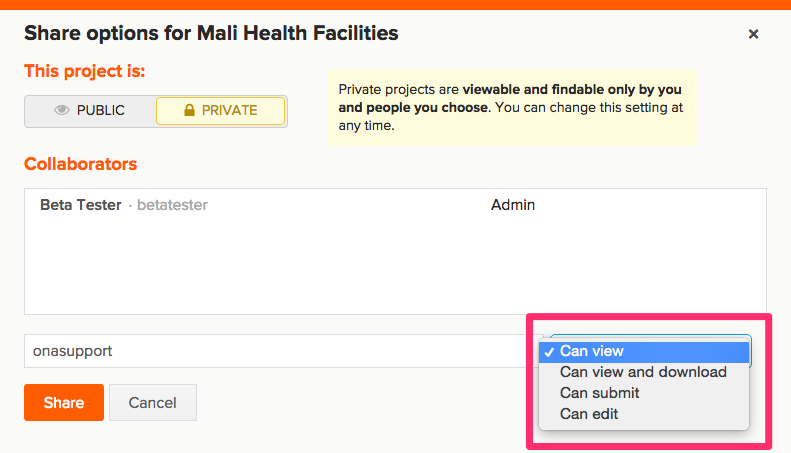 Share options for Mali Health Facilities
×
This project is:
PUBLIC
PRIVATE
Private projects are viewable and findable only by you
and people you choose. You can change this setting at
any time.
Collaborators
Beta Tester · betatester
Admin
onasupport
✓ Can view
Can view and download
Can submit
Can edit
Share
Cancel